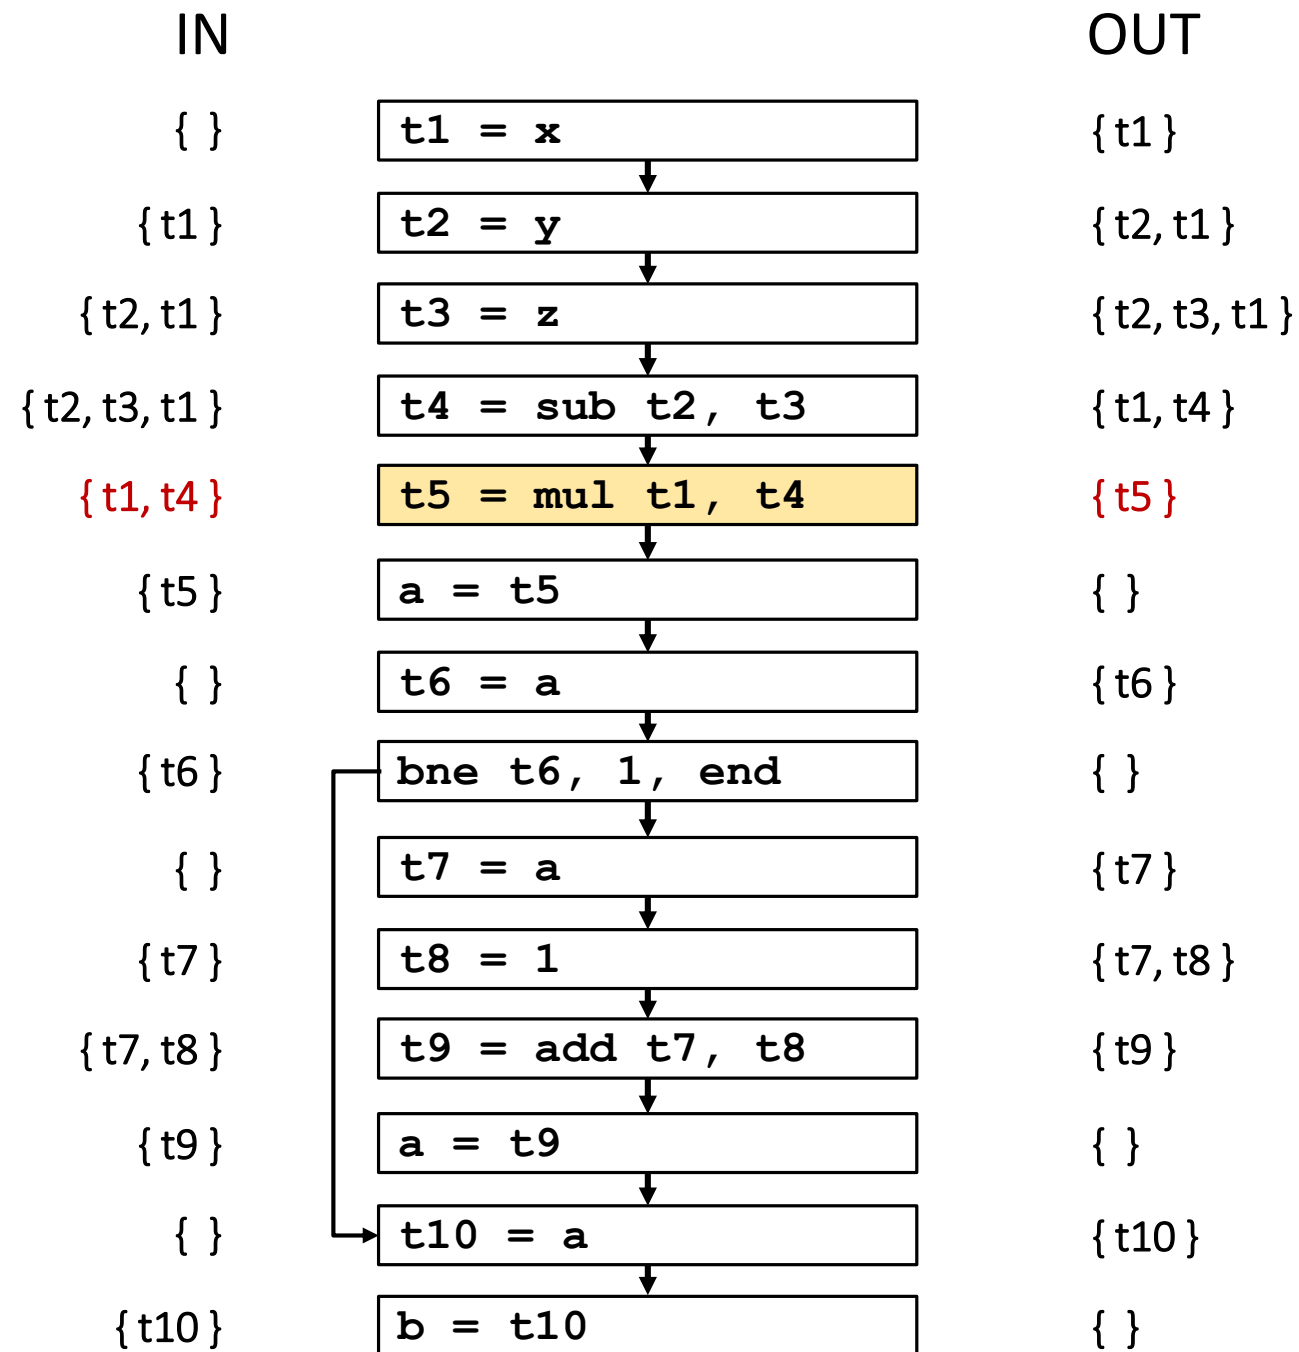 IN OUT
{ } t1 = x { t1 }
{ t1 } t2 = y { t2, t1 }
{ t2, t1 } t3 = z { t2, t3, t1 }
{ t2, t3, t1 } t4 = sub t2, t3 { t1, t4 }
{ t1, t4 } t5 = mul t1, t4 { t5 }
{ t5 } a = t5 { }
{ } t6 = a { t6 }
{ t6 } bne t6, 1, end { }
{ } t7 = a { t7 }
{ t7 } t8 = 1 { t7, t8 }
{ t7, t8 } t9 = add t7, t8 { t9 }
{ t9 } a = t9 { }
{ } t10 = a { t10 }
{ t10 } b = t10 { }